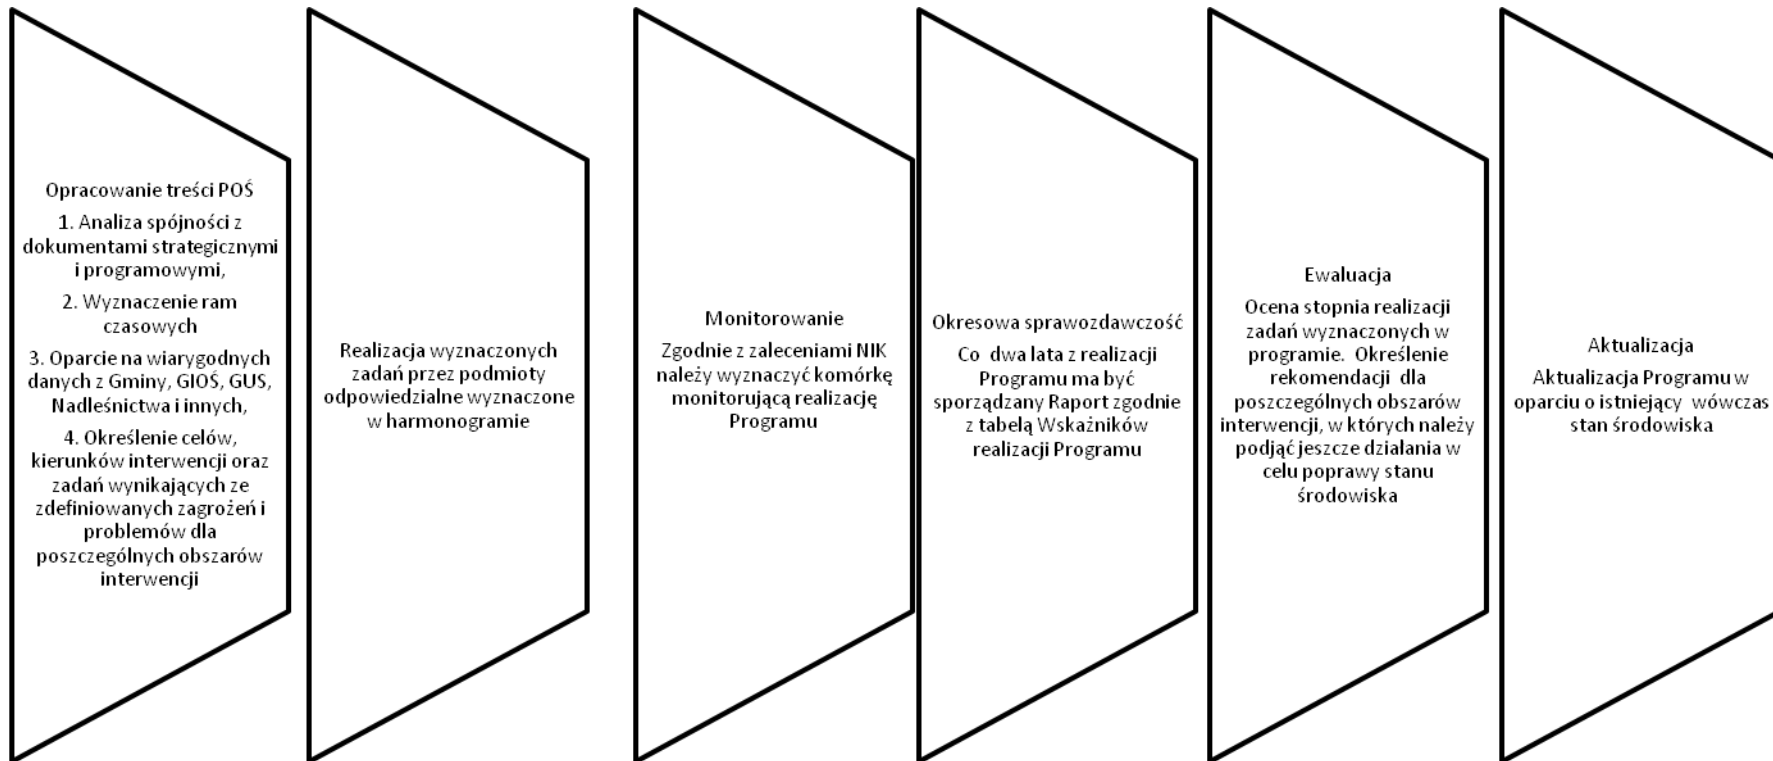 Opracowanie treści POŚ
1. Analiza spójności z
dokumentami strategicznymi
i programowymi,
2. Wyznaczenie ram
czasowych
3. Oparcie na wiarygodnych
danych z Gminy, GIOŚ, GUS,
Nadleśnictwa i innych,
4. Określenie celów,
kierunków interwencji oraz
zadań wynikających ze
zdefiniowanych zagrożeń i
problemów dla
poszczególnych obszarów
interwencji
Realizacja wyznaczonych
zadań przez podmioty
odpowiedzialne wyznaczone
w harmonogramie
Monitorowanie
Zgodnie z zaleceniami NIK
należy wyznaczyć komórkę
monitorującą realizację
Programu
Okresowa sprawozdawczość
Co dwa lata z realizacji
Programu ma być
sporządzany Raport zgodnie
z tabelą Wskaźników
realizacji Programu
Ewaluacja
Ocena stopnia realizacji
zadań wyznaczonych w
programie. Określenie
rekomendacji dla
poszczególnych obszarów
interwencji, w których należy
podjąć jeszcze działania w
celu poprawy stanu
środowiska
Aktualizacja
Aktualizacja Programu w
oparciu o istniejący wówczas
stan środowiska